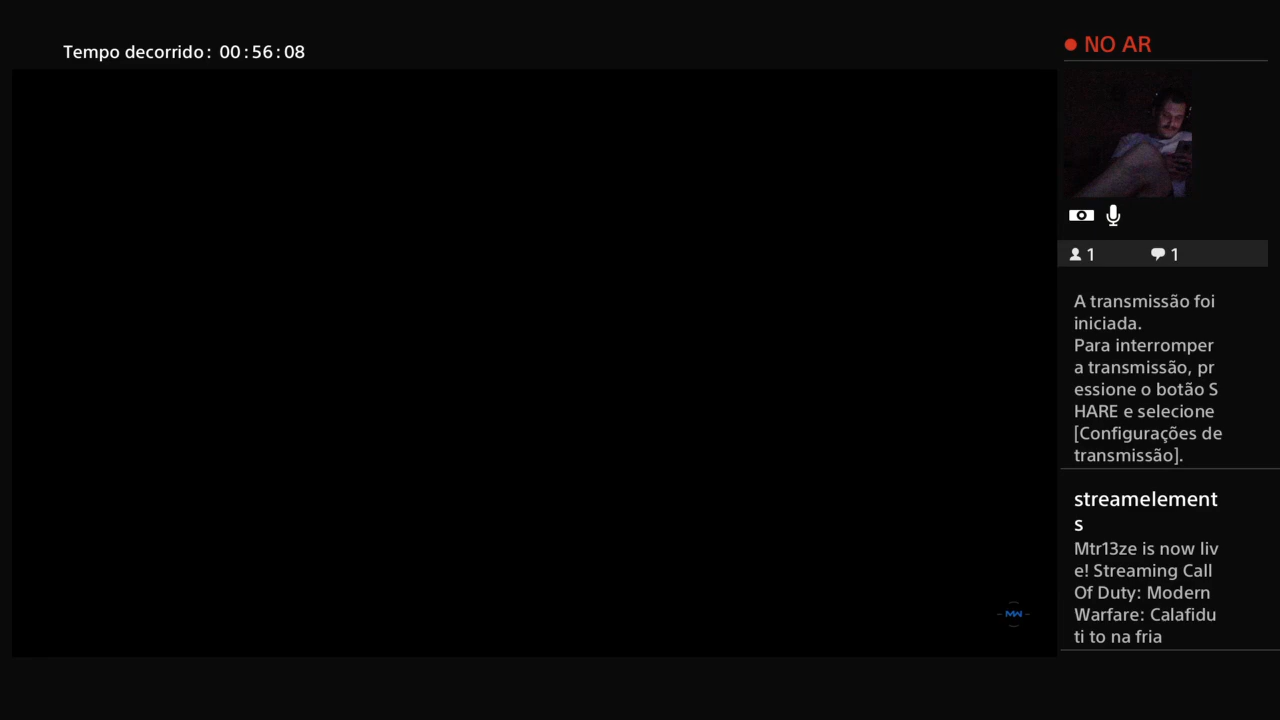 Tempo decorrido: 00:56:08
NO AR
1
1
A transmissão foi
iniciada.
Para interromper
a transmissão, pr
essione o botão S
HARE e selecione
[Configurações de
transmissão].
streamelement
s
Mtr13ze is now liv
e! Streaming Call
Of Duty: Modern
Warfare: Calafidu
ti to na fria
MW